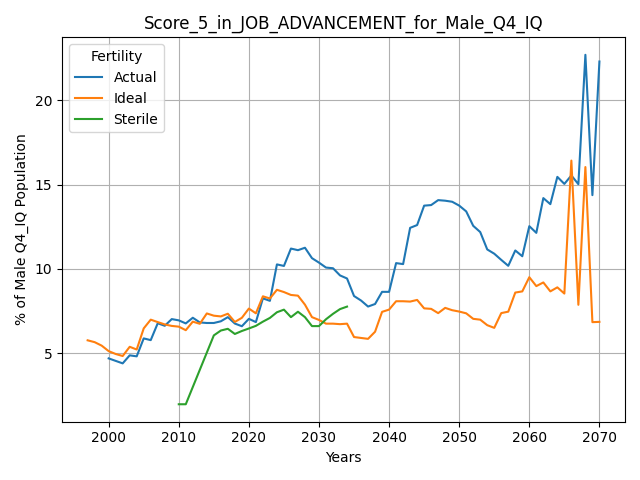 Score_5_in_JOB_ADVANCEMENT_for_Male_Q4_IQ
% of Male Q4_IQ Population
20
15
10
5
Fertility
Actual
Ideal
Sterile
2000 2010 2020 2030 2040 2050 2060 2070
Years